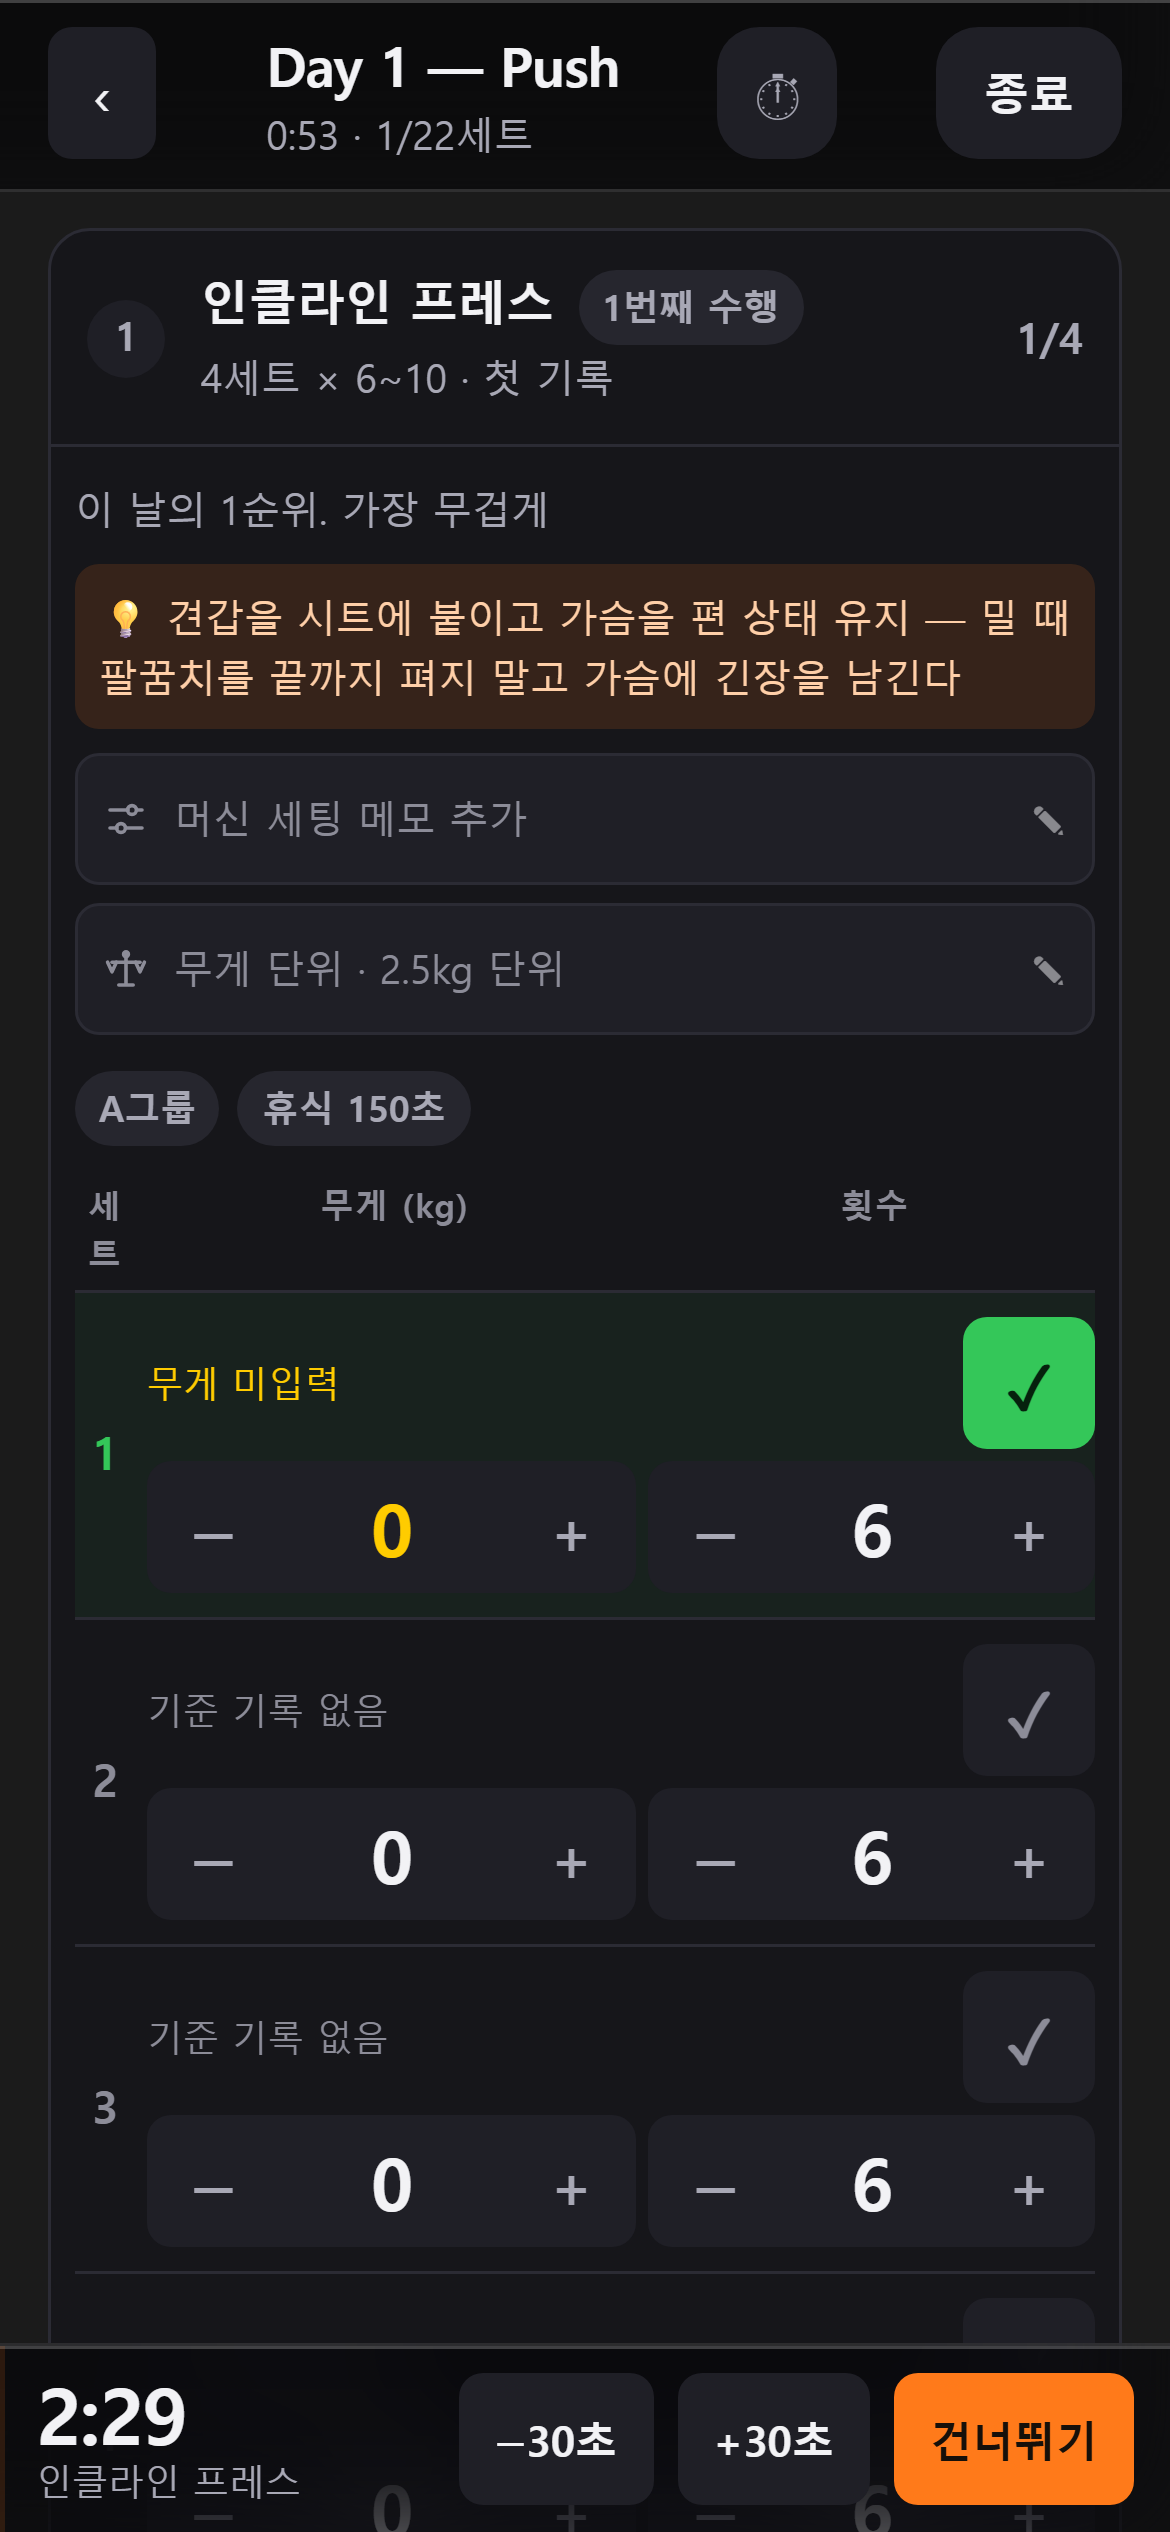 ‹
Day 1 — Push
0:53 · 1/22세트
종료
1
인클라인 프레스 1번째 수행
4세트 × 6~10 · 첫 기록
1/4
이 날의 1순위. 가장 무겁게
💡 견갑을 시트에 붙이고 가슴을 편 상태 유지 — 밀 때
팔꿈치를 끝까지 펴지 말고 가슴에 긴장을 남긴다
머신 세팅 메모 추가
무게 단위 · 2.5kg 단위
A그룹 휴식 150초
세트 무게 (kg) 횟수
무게 미입력 ✓
1
– 0 + – 6 +
기준 기록 없음 ✓
2
– 0 + – 6 +
기준 기록 없음 ✓
3
– 0 + – 6 +
2:29
인클라인 프레스
–30초 +30초 건너뛰기
– 0 + – 6 +